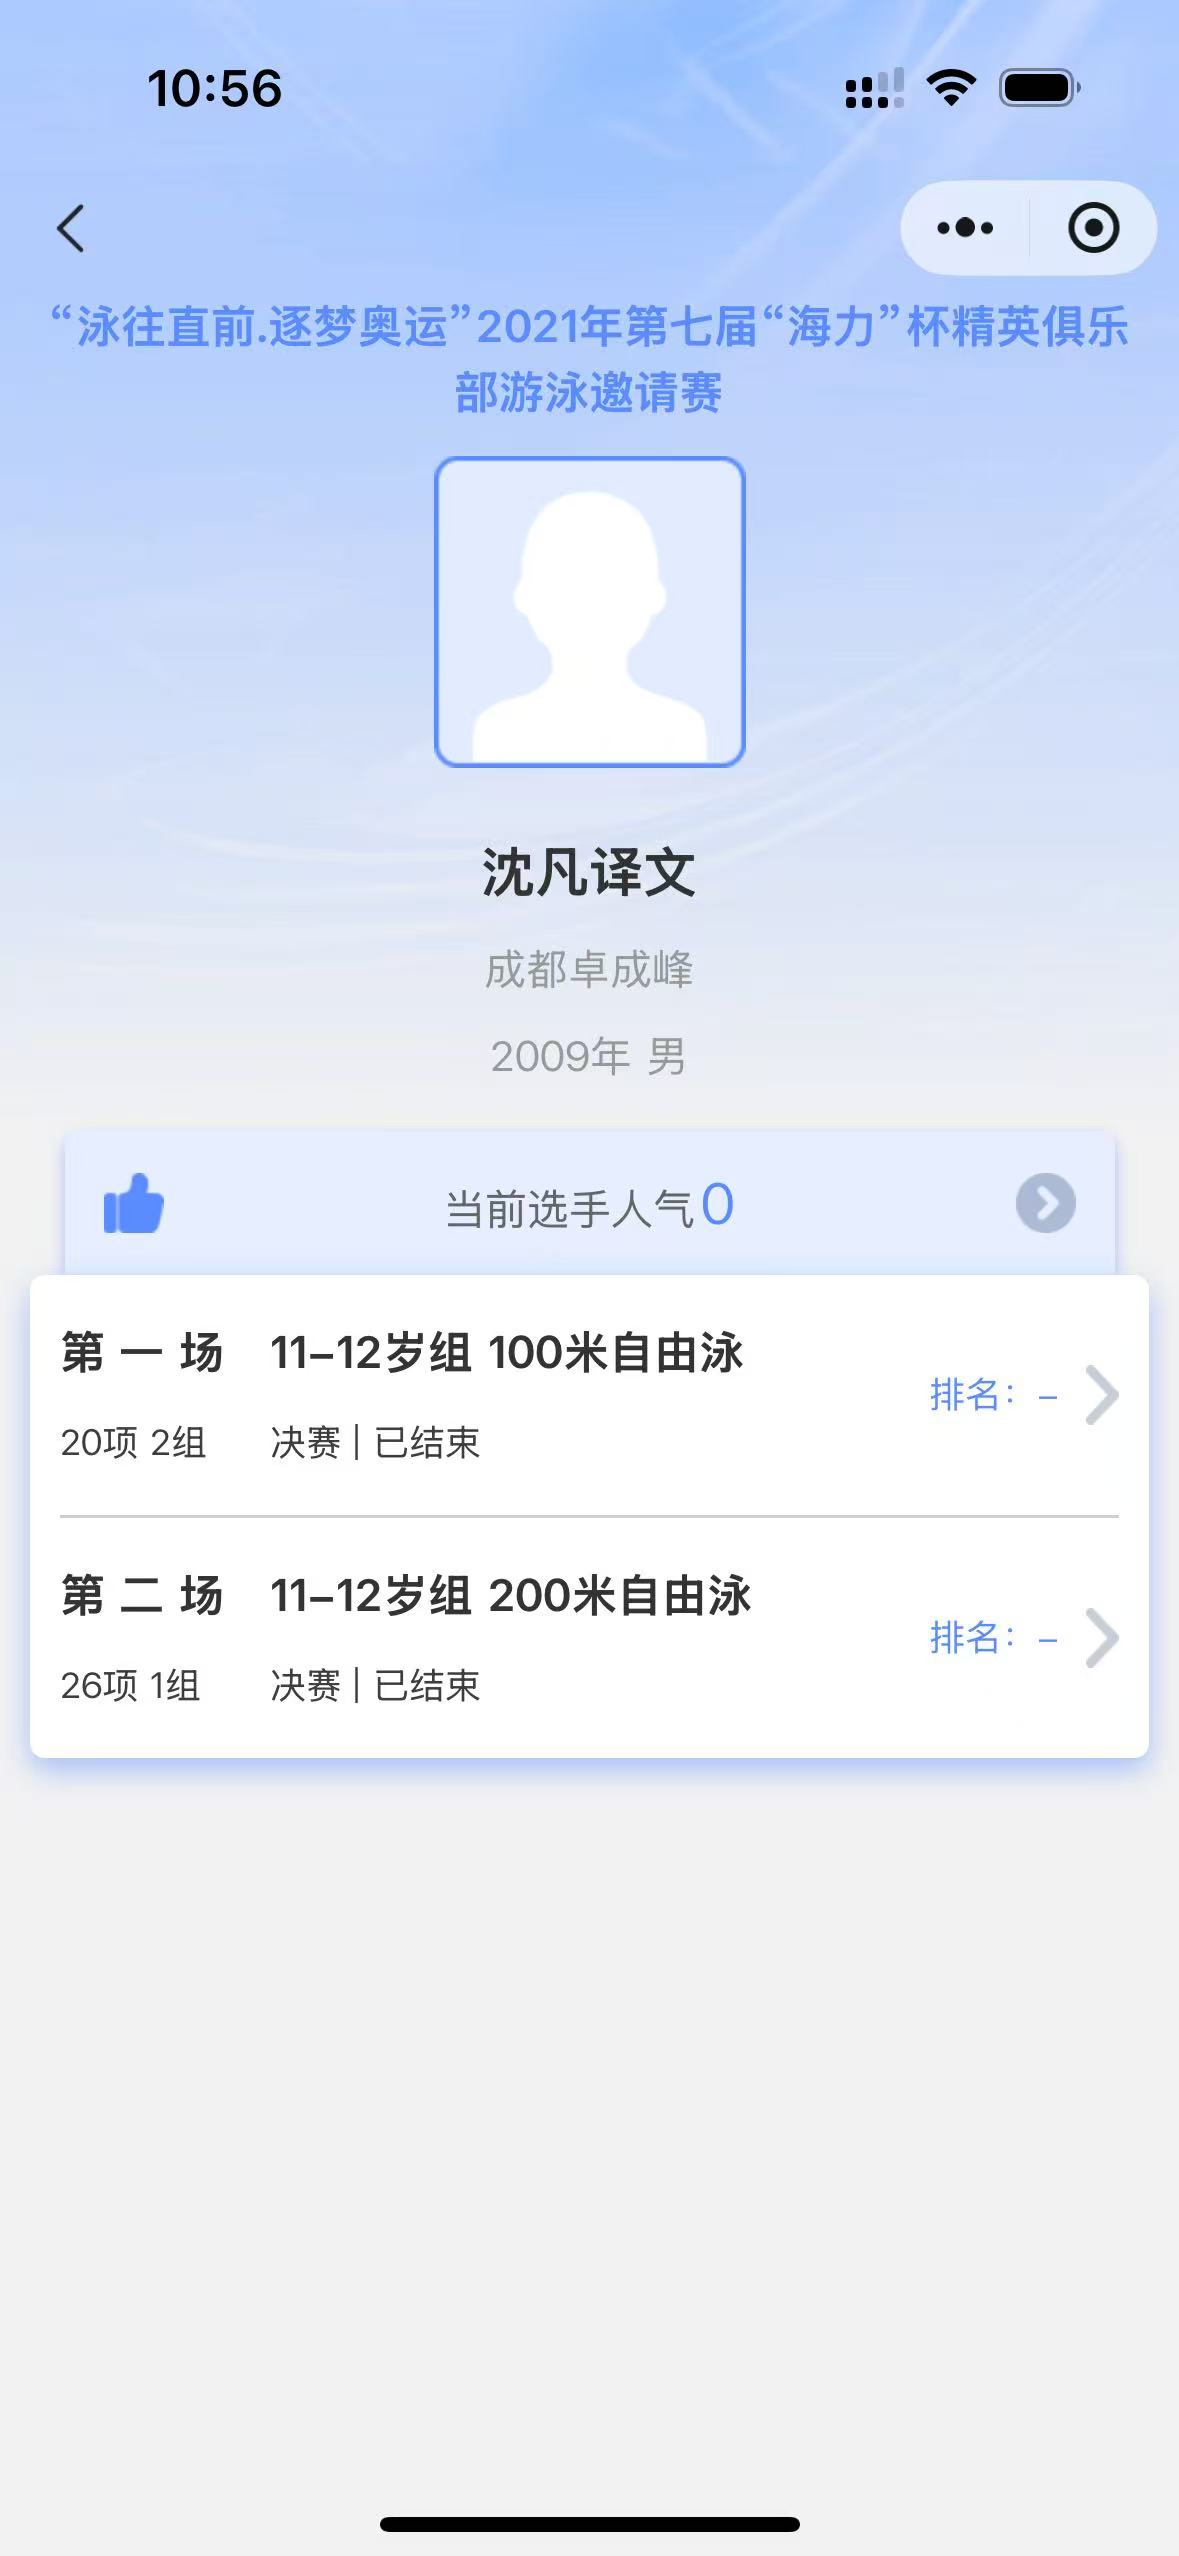 10:56
“泳往直前.逐梦奥运”2021年第七届“海力”杯精英俱乐
部游泳邀请赛
沈凡译文
成都卓成峰
2009年 男
当前选手人气0
第一场 11-12岁组 100米自由泳
排名: -
20项 2组 决赛 | 已结束
第二场 11-12岁组 200米自由泳
排名: -
26项 1组 决赛 | 已结束